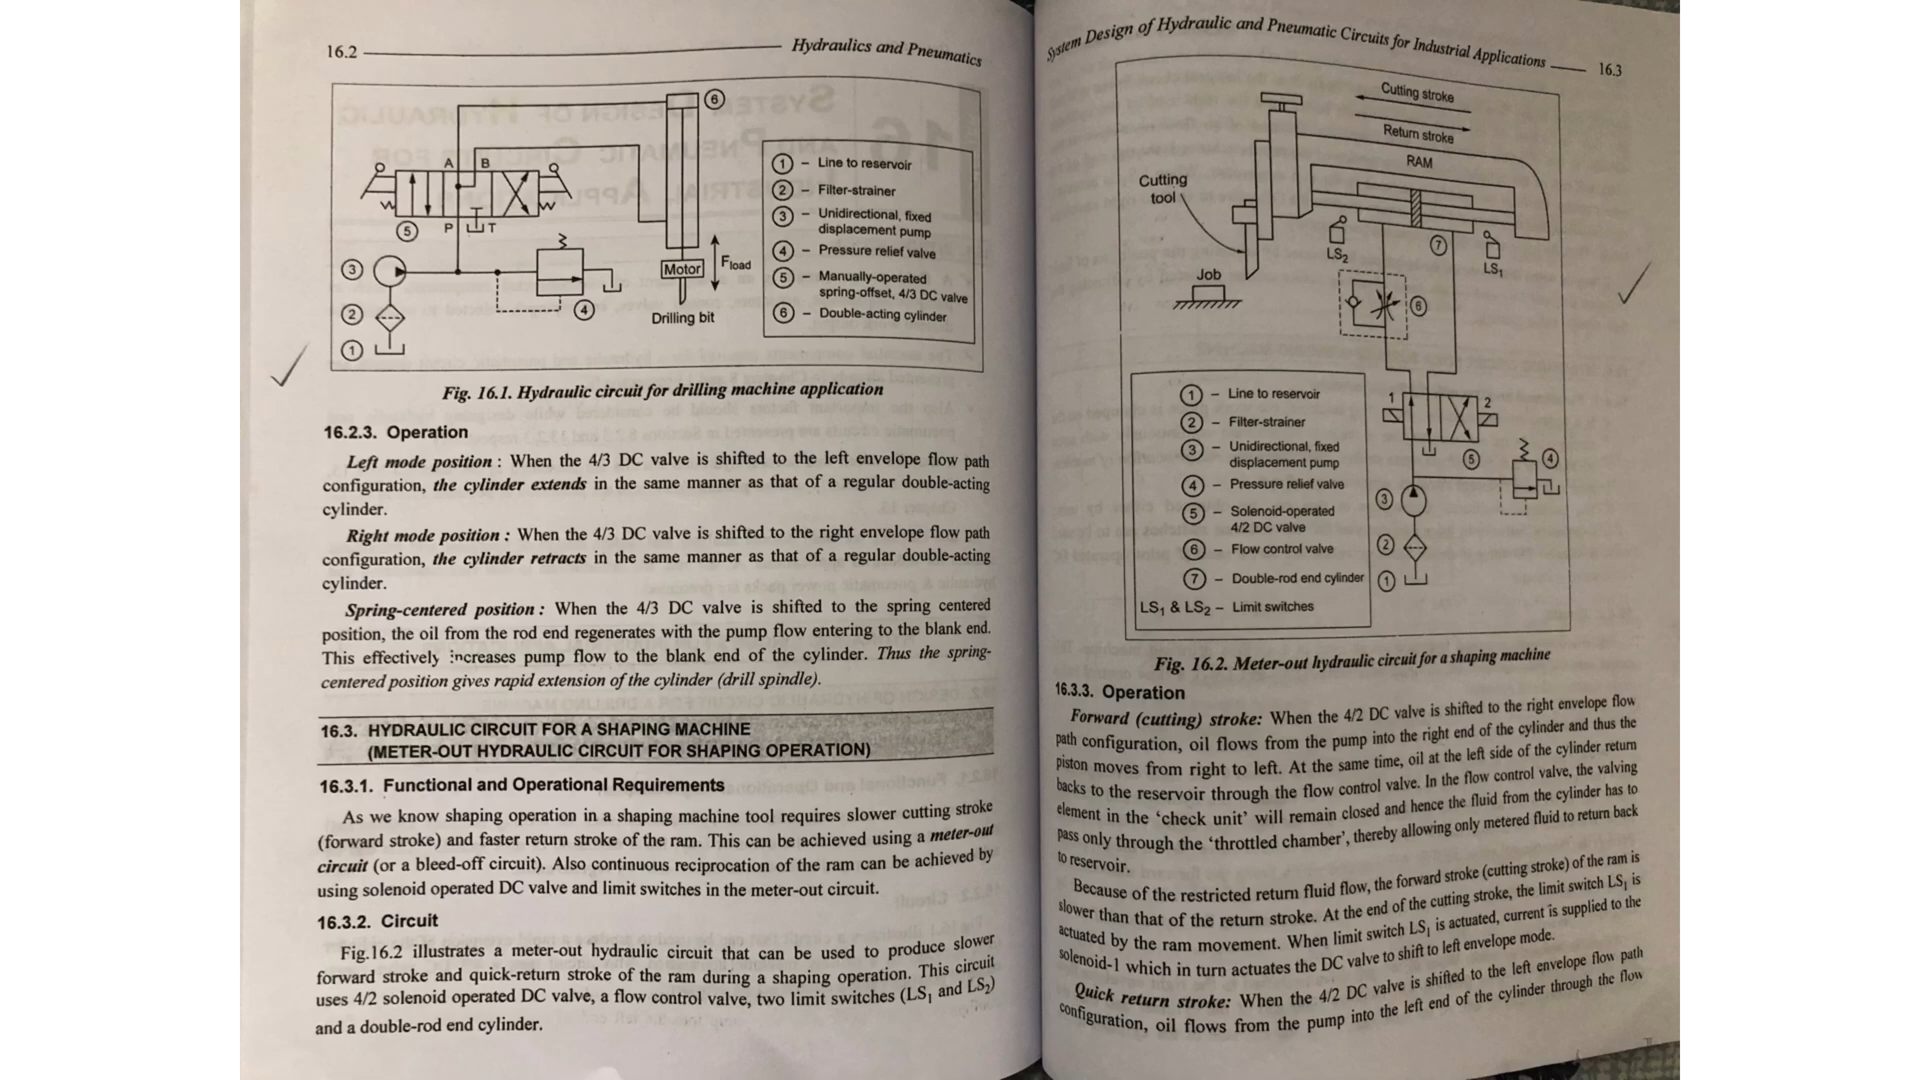 16.2 Hydraulics and Pneumatics
6
A B
5 P T
3
2
1
4
Motor
Fload
Drilling bit
1 – Line to reservoir
2 – Filter-strainer
3 – Unidirectional, fixed
displacement pump
4 – Pressure relief valve
5 – Manually-operated
spring-offset, 4/3 DC valve
6 – Double-acting cylinder
Fig. 16.1. Hydraulic circuit for drilling machine application
16.2.3. Operation
Left mode position : When the 4/3 DC valve is shifted to the left envelope flow path
configuration, the cylinder extends in the same manner as that of a regular double-acting
cylinder.
Right mode position : When the 4/3 DC valve is shifted to the right envelope flow path
configuration, the cylinder retracts in the same manner as that of a regular double-acting
cylinder.
Spring-centered position : When the 4/3 DC valve is shifted to the spring centered
position, the oil from the rod end regenerates with the pump flow entering to the blank end.
This effectively increases pump flow to the blank end of the cylinder. Thus the spring-
centered position gives rapid extension of the cylinder (drill spindle).
16.3. HYDRAULIC CIRCUIT FOR A SHAPING MACHINE
(METER-OUT HYDRAULIC CIRCUIT FOR SHAPING OPERATION)
16.3.1. Functional and Operational Requirements
As we know shaping operation in a shaping machine tool requires slower cutting stroke
(forward stroke) and faster return stroke of the ram. This can be achieved using a meter-out
circuit (or a bleed-off circuit). Also continuous reciprocation of the ram can be achieved by
using solenoid operated DC valve and limit switches in the meter-out circuit.
16.3.2. Circuit
Fig.16.2 illustrates a meter-out hydraulic circuit that can be used to produce slower
forward stroke and quick-return stroke of the ram during a shaping operation. This circuit
uses 4/2 solenoid operated DC valve, a flow control valve, two limit switches (LS₁ and LS₂)
and a double-rod end cylinder.
System Design of Hydraulic and Pneumatic Circuits for Industrial Applications 16.3
Cutting stroke
Return stroke
RAM
Cutting
tool
LS₂
7
LS₁
Job
6
1 2
5
4
3
2
1
1 – Line to reservoir
2 – Filter-strainer
3 – Unidirectional, fixed
displacement pump
4 – Pressure relief valve
5 – Solenoid-operated
4/2 DC valve
6 – Flow control valve
7 – Double-rod end cylinder
LS₁ & LS₂ – Limit switches
Fig. 16.2. Meter-out hydraulic circuit for a shaping machine
16.3.3. Operation
Forward (cutting) stroke: When the 4/2 DC valve is shifted to the right envelope flow
path configuration, oil flows from the pump into the right end of the cylinder and thus the
piston moves from right to left. At the same time, oil at the left side of the cylinder return
backs to the reservoir through the flow control valve. In the flow control valve, the valving
element in the ‘check unit’ will remain closed and hence the fluid from the cylinder has to
pass only through the ‘throttled chamber’, thereby allowing only metered fluid to return back
to reservoir.
Because of the restricted return fluid flow, the forward stroke (cutting stroke) of the ram is
slower than that of the return stroke. At the end of the cutting stroke, the limit switch LS₁ is
actuated by the ram movement. When limit switch LS₁ is actuated, current is supplied to the
solenoid-1 which in turn actuates the DC valve to shift to left envelope mode.
Quick return stroke: When the 4/2 DC valve is shifted to the left envelope flow path
configuration, oil flows from the pump into the left end of the cylinder through the flow